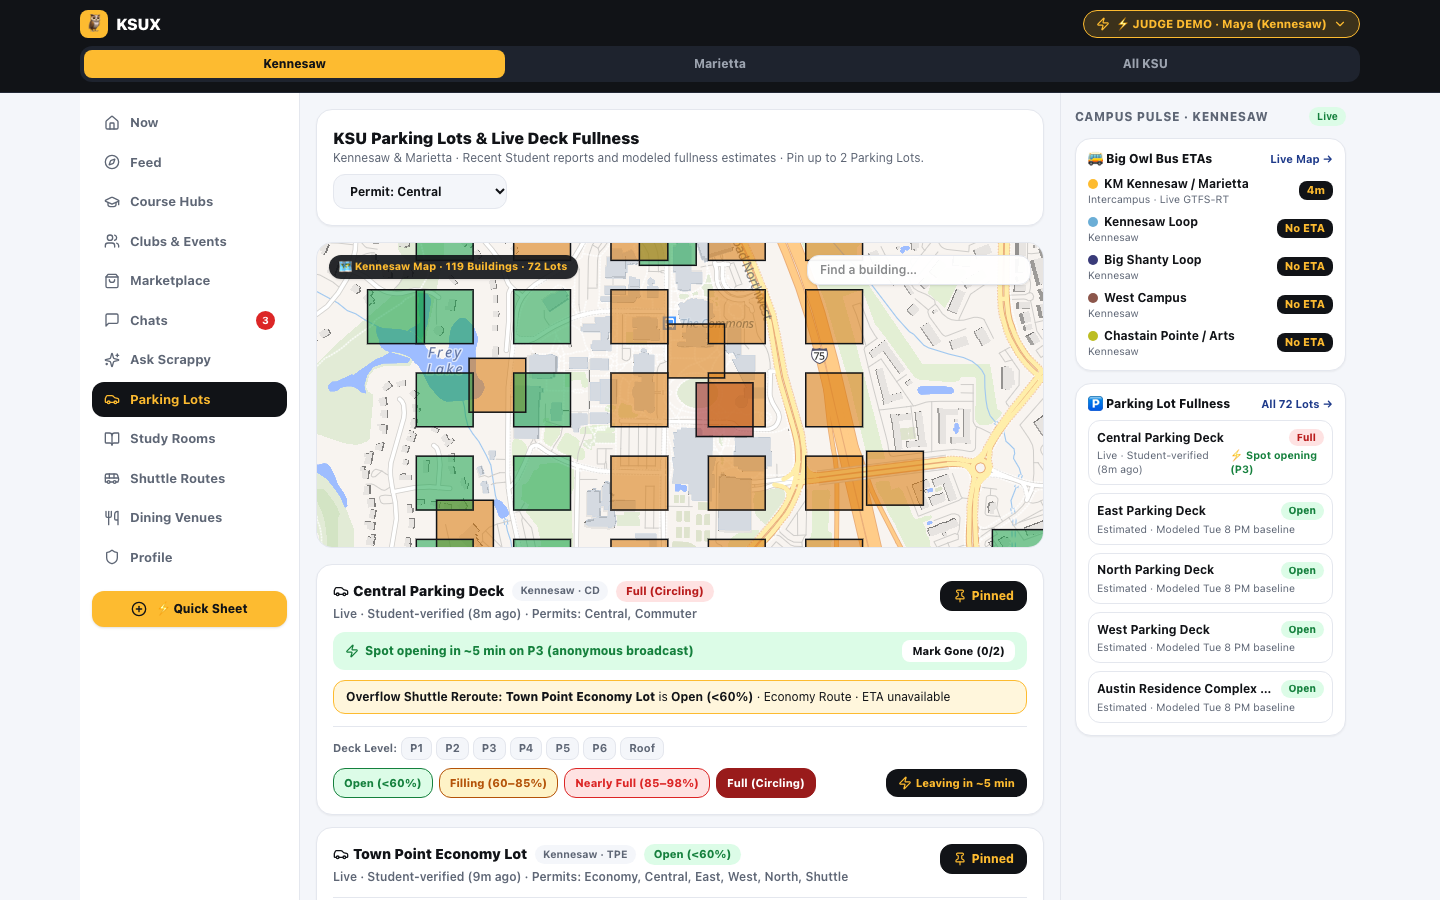 KSUX
⚡ JUDGE DEMO · Maya (Kennesaw)
Kennesaw
Marietta
All KSU
Now
Feed
Course Hubs
Clubs & Events
Marketplace
Chats
3
Ask Scrappy
Parking Lots
Study Rooms
Shuttle Routes
Dining Venues
Profile
⚡ Quick Sheet
KSU Parking Lots & Live Deck Fullness
Kennesaw & Marietta · Recent Student reports and modeled fullness estimates · Pin up to 2 Parking Lots.
Permit: Central
Kennesaw Map · 119 Buildings · 72 Lots
Find a building...
The Commons
75
Frey
Lake
Central Parking Deck
Kennesaw · CD
Full (Circling)
Pinned
Live · Student-verified (8m ago) · Permits: Central, Commuter
Spot opening in ~5 min on P3 (anonymous broadcast)
Mark Gone (0/2)
Overflow Shuttle Reroute: Town Point Economy Lot is Open (<60%) · Economy Route · ETA unavailable
Deck Level:
P1
P2
P3
P4
P5
P6
Roof
Open (<60%)
Filling (60–85%)
Nearly Full (85–98%)
Full (Circling)
Leaving in ~5 min
Town Point Economy Lot
Kennesaw · TPE
Open (<60%)
Pinned
Live · Student-verified (9m ago) · Permits: Economy, Central, East, West, North, Shuttle
CAMPUS PULSE · KENNESAW
Live
Big Owl Bus ETAs
Live Map →
KM Kennesaw / Marietta
4m
Intercampus · Live GTFS-RT
Kennesaw Loop
No ETA
Kennesaw
Big Shanty Loop
No ETA
Kennesaw
West Campus
No ETA
Kennesaw
Chastain Pointe / Arts
No ETA
Kennesaw
P Parking Lot Fullness
All 72 Lots →
Central Parking Deck
Full
Live · Student-verified
(8m ago)
⚡ Spot opening
(P3)
East Parking Deck
Open
Estimated · Modeled Tue 8 PM baseline
North Parking Deck
Open
Estimated · Modeled Tue 8 PM baseline
West Parking Deck
Open
Estimated · Modeled Tue 8 PM baseline
Austin Residence Complex ...
Open
Estimated · Modeled Tue 8 PM baseline